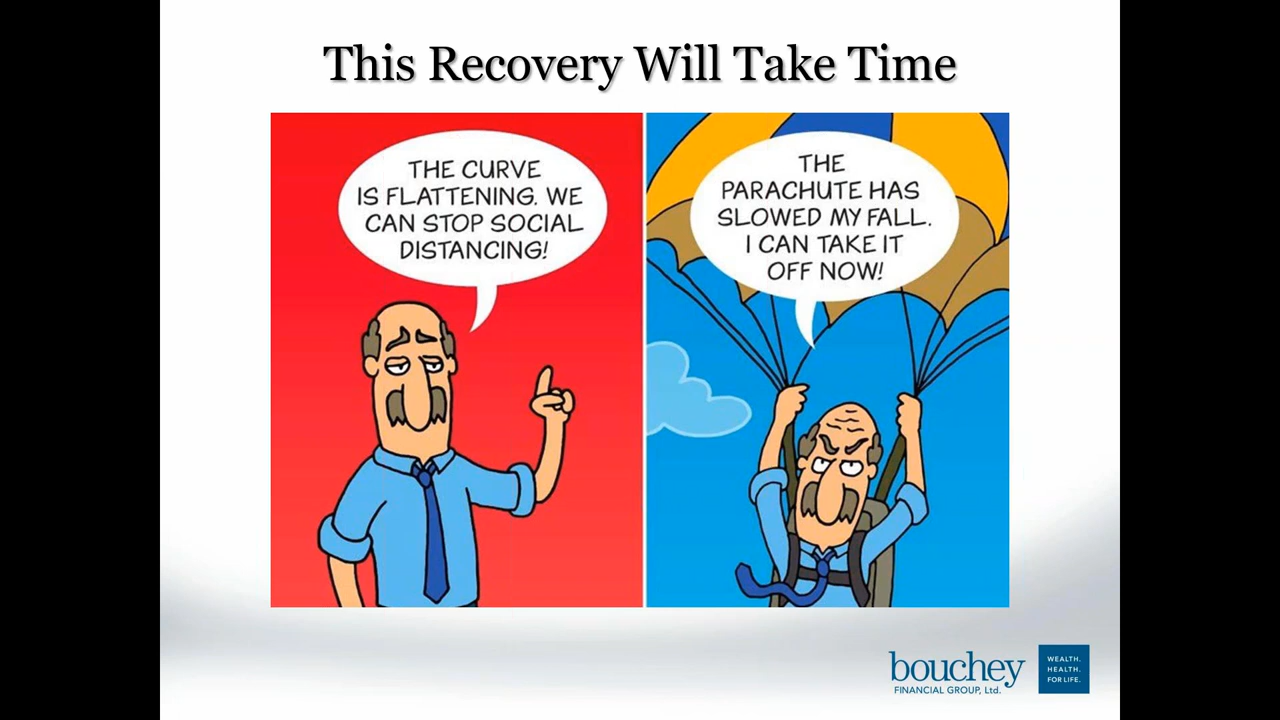 This Recovery Will Take Time
THE CURVE
IS FLATTENING. WE
CAN STOP SOCIAL
DISTANCING!
THE
PARACHUTE HAS
SLOWED MY FALL.
I CAN TAKE IT
OFF NOW!
bouchey
FINANCIAL GROUP, Ltd.
WEALTH.
HEALTH.
FOR LIFE.